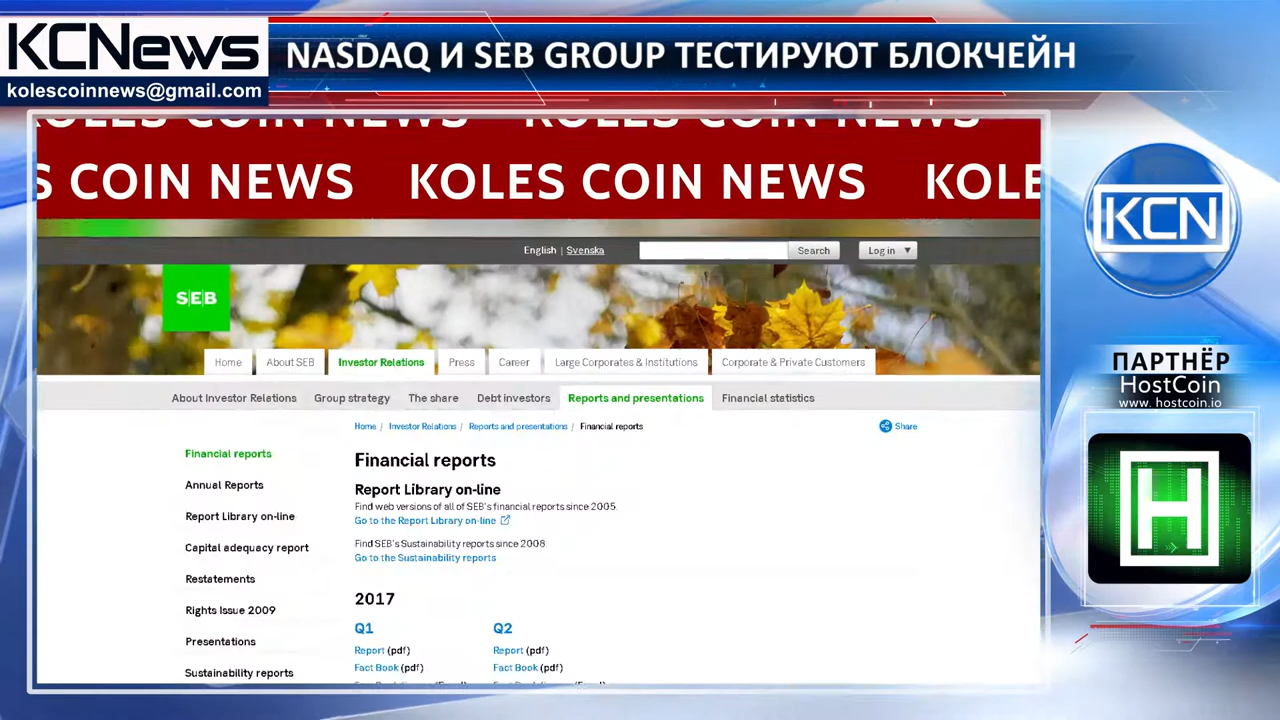 KCNews
kolescoinnews@gmail.com
NASDAQ И SEB GROUP ТЕСТИРУЮТ БЛОКЧЕЙН
KOLES COIN NEWS KOLES COIN NEWS
S COIN NEWS KOLES COIN NEWS KOLE
English | Svenska
Search
Log in
SEB
Home
About SEB
Investor Relations
Press
Career
Large Corporates & Institutions
Corporate & Private Customers
About Investor Relations
Group strategy
The share
Debt investors
Reports and presentations
Financial statistics
Home / Investor Relations / Reports and presentations / Financial reports
Share
Financial reports
Annual Reports
Report Library on-line
Capital adequacy report
Restatements
Rights Issue 2009
Presentations
Sustainability reports
Financial reports
Report Library on-line
Find web versions of all of SEB's financial reports since 2005.
Go to the Report Library on-line
Find SEB's Sustainability reports since 2008
Go to the Sustainability reports
2017
Q1 Q2
Report (pdf) Report (pdf)
Fact Book (pdf) Fact Book (pdf)
KCN
ПАРТНЁР
HostCoin
www. hostcoin.io
H